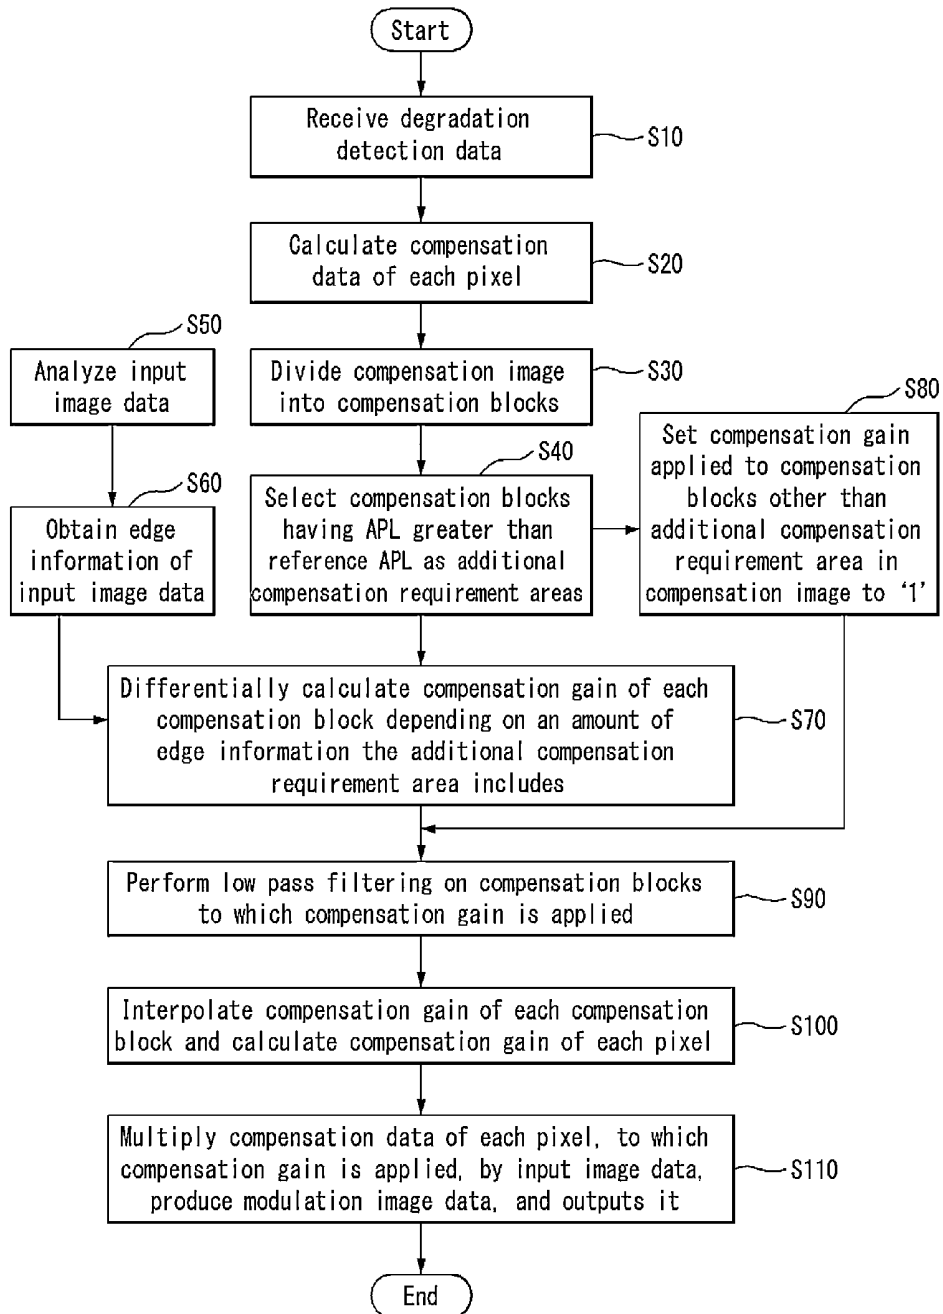 Start
Receive degradation
detection data
S10
Calculate compensation
data of each pixel
S20
S50
Analyze input
image data
Divide compensation image
into compensation blocks
S30
S80
Set compensation gain
applied to compensation
blocks other than
additional compensation
requirement area in
compensation image to ‘1’
S40
Select compensation blocks
having APL greater than
reference APL as additional
compensation requirement areas
S60
Obtain edge
information of
input image data
Differentially calculate compensation gain of each
compensation block depending on an amount of
edge information the additional compensation
requirement area includes
S70
Perform low pass filtering on compensation blocks
to which compensation gain is applied
S90
Interpolate compensation gain of each compensation
block and calculate compensation gain of each pixel
S100
Multiply compensation data of each pixel, to which
compensation gain is applied, by input image data,
produce modulation image data, and outputs it
S110
End